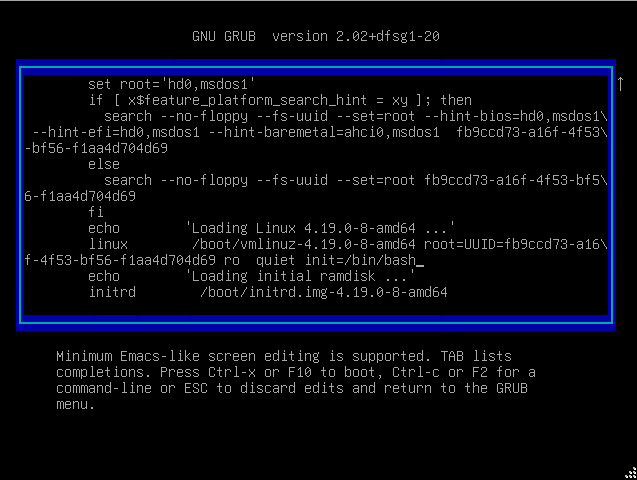 GNU GRUB  version 2.02+dfsg1-20
set root='hd0,msdos1'
if [ x$feature_platform_search_hint = xy ]; then
search --no-floppy --fs-uuid --set=root --hint-bios=hd0,msdos1\
--hint-efi=hd0,msdos1 --hint-baremetal=ahci0,msdos1  fb9ccd73-a16f-4f53\
-bf56-f1aa4d704d69
else
search --no-floppy --fs-uuid --set=root fb9ccd73-a16f-4f53-bf5\
6-f1aa4d704d69
fi
echo        'Loading Linux 4.19.0-8-amd64 ...'
linux        /boot/vmlinuz-4.19.0-8-amd64 root=UUID=fb9ccd73-a16\
f-4f53-bf56-f1aa4d704d69 ro  quiet init=/bin/bash_
echo        'Loading initial ramdisk ...'
initrd        /boot/initrd.img-4.19.0-8-amd64
Minimum Emacs-like screen editing is supported. TAB lists
completions. Press Ctrl-x or F10 to boot, Ctrl-c or F2 for a
command-line or ESC to discard edits and return to the GRUB
menu.